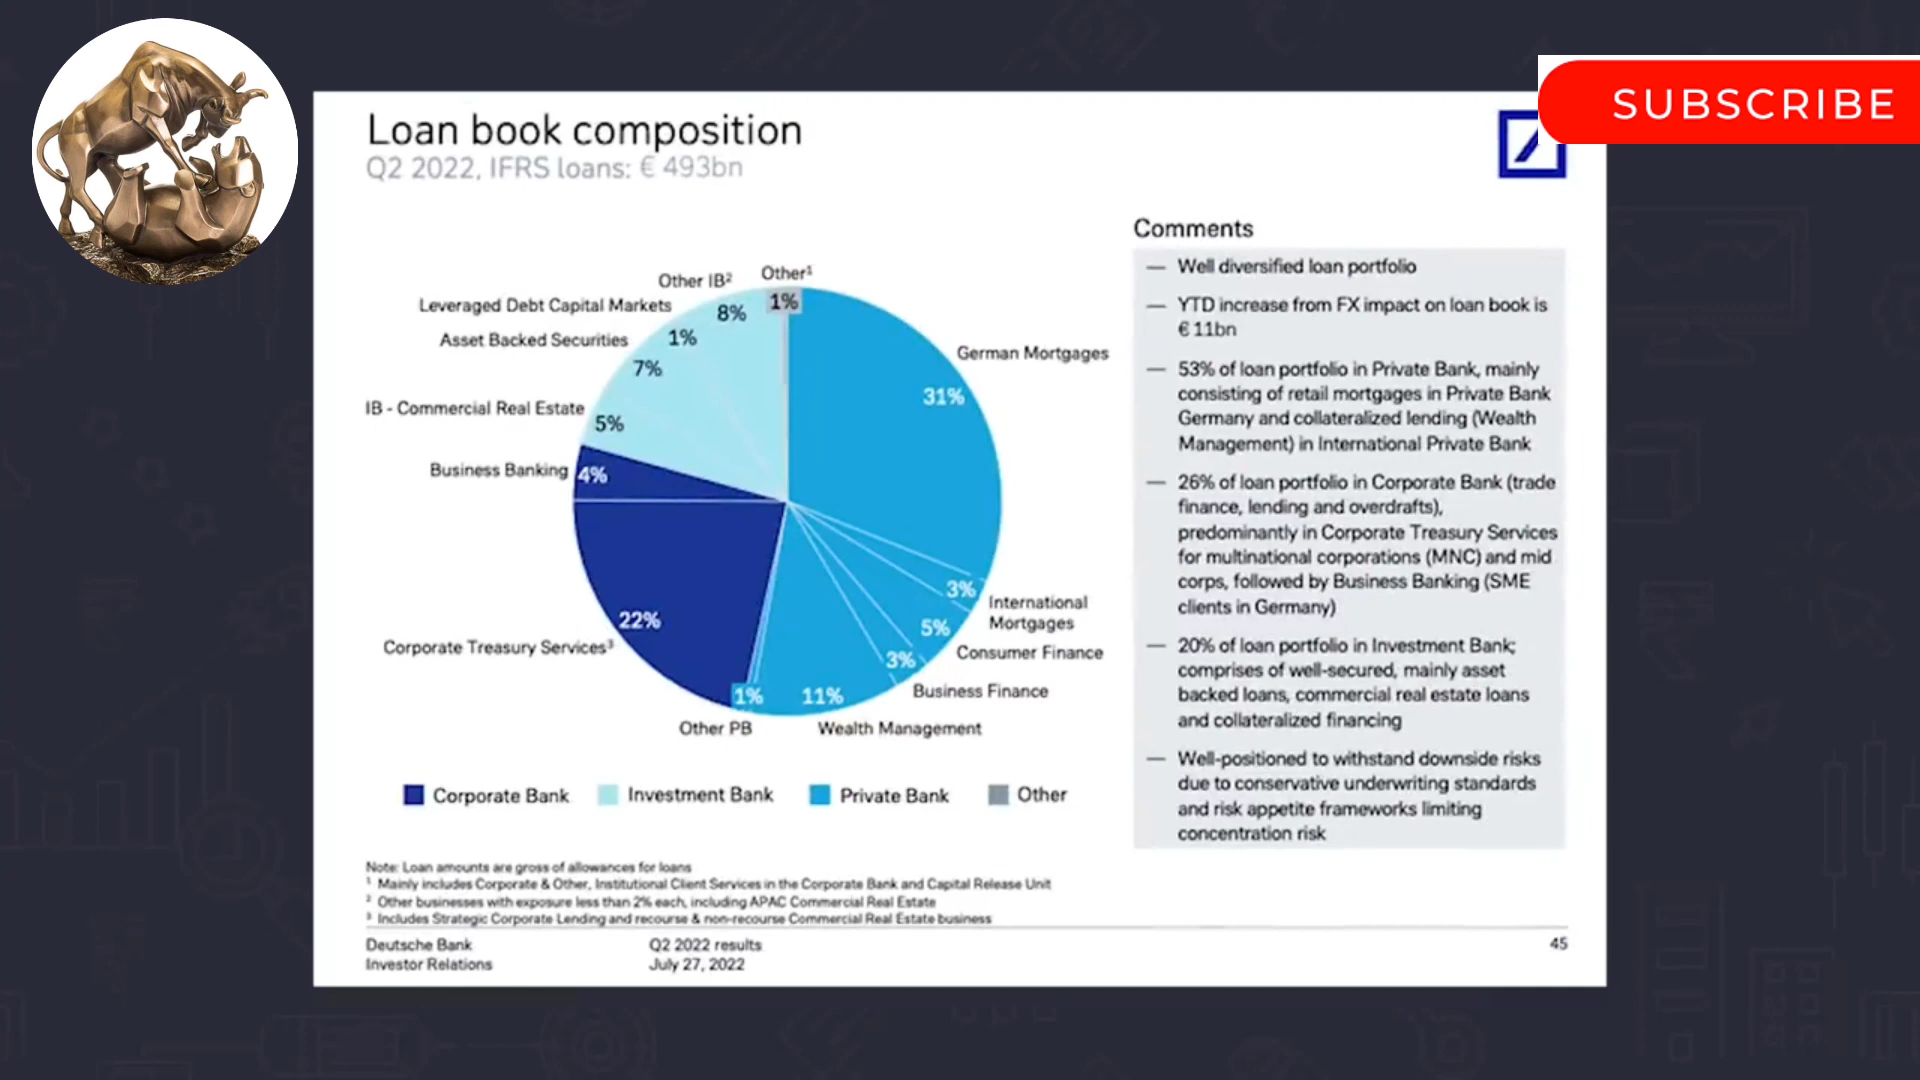 SUBSCRIBE
Loan book composition
Q2 2022, IFRS loans: € 493bn
Other IB²
Other¹
Leveraged Debt Capital Markets
8%
1%
Asset Backed Securities
1%
7%
German Mortgages
31%
IB - Commercial Real Estate
5%
Business Banking
4%
3%
International
Mortgages
22%
5%
Corporate Treasury Services³
3%
Consumer Finance
1%
11%
Business Finance
Other PB
Wealth Management
Corporate Bank
Investment Bank
Private Bank
Other
Comments
— Well diversified loan portfolio
— YTD increase from FX impact on loan book is
€ 11bn
— 53% of loan portfolio in Private Bank, mainly
consisting of retail mortgages in Private Bank
Germany and collateralized lending (Wealth
Management) in International Private Bank
— 26% of loan portfolio in Corporate Bank (trade
finance, lending and overdrafts),
predominantly in Corporate Treasury Services
for multinational corporations (MNC) and mid
corps, followed by Business Banking (SME
clients in Germany)
— 20% of loan portfolio in Investment Bank;
comprises of well-secured, mainly asset
backed loans, commercial real estate loans
and collateralized financing
— Well-positioned to withstand downside risks
due to conservative underwriting standards
and risk appetite frameworks limiting
concentration risk
Note: Loan amounts are gross of allowances for loans
¹ Mainly includes Corporate & Other, Institutional Client Services in the Corporate Bank and Capital Release Unit
² Other businesses with exposure less than 2% each, including APAC Commercial Real Estate
³ Includes Strategic Corporate Lending and recourse & non-recourse Commercial Real Estate business
Deutsche Bank
Investor Relations
Q2 2022 results
July 27, 2022
45